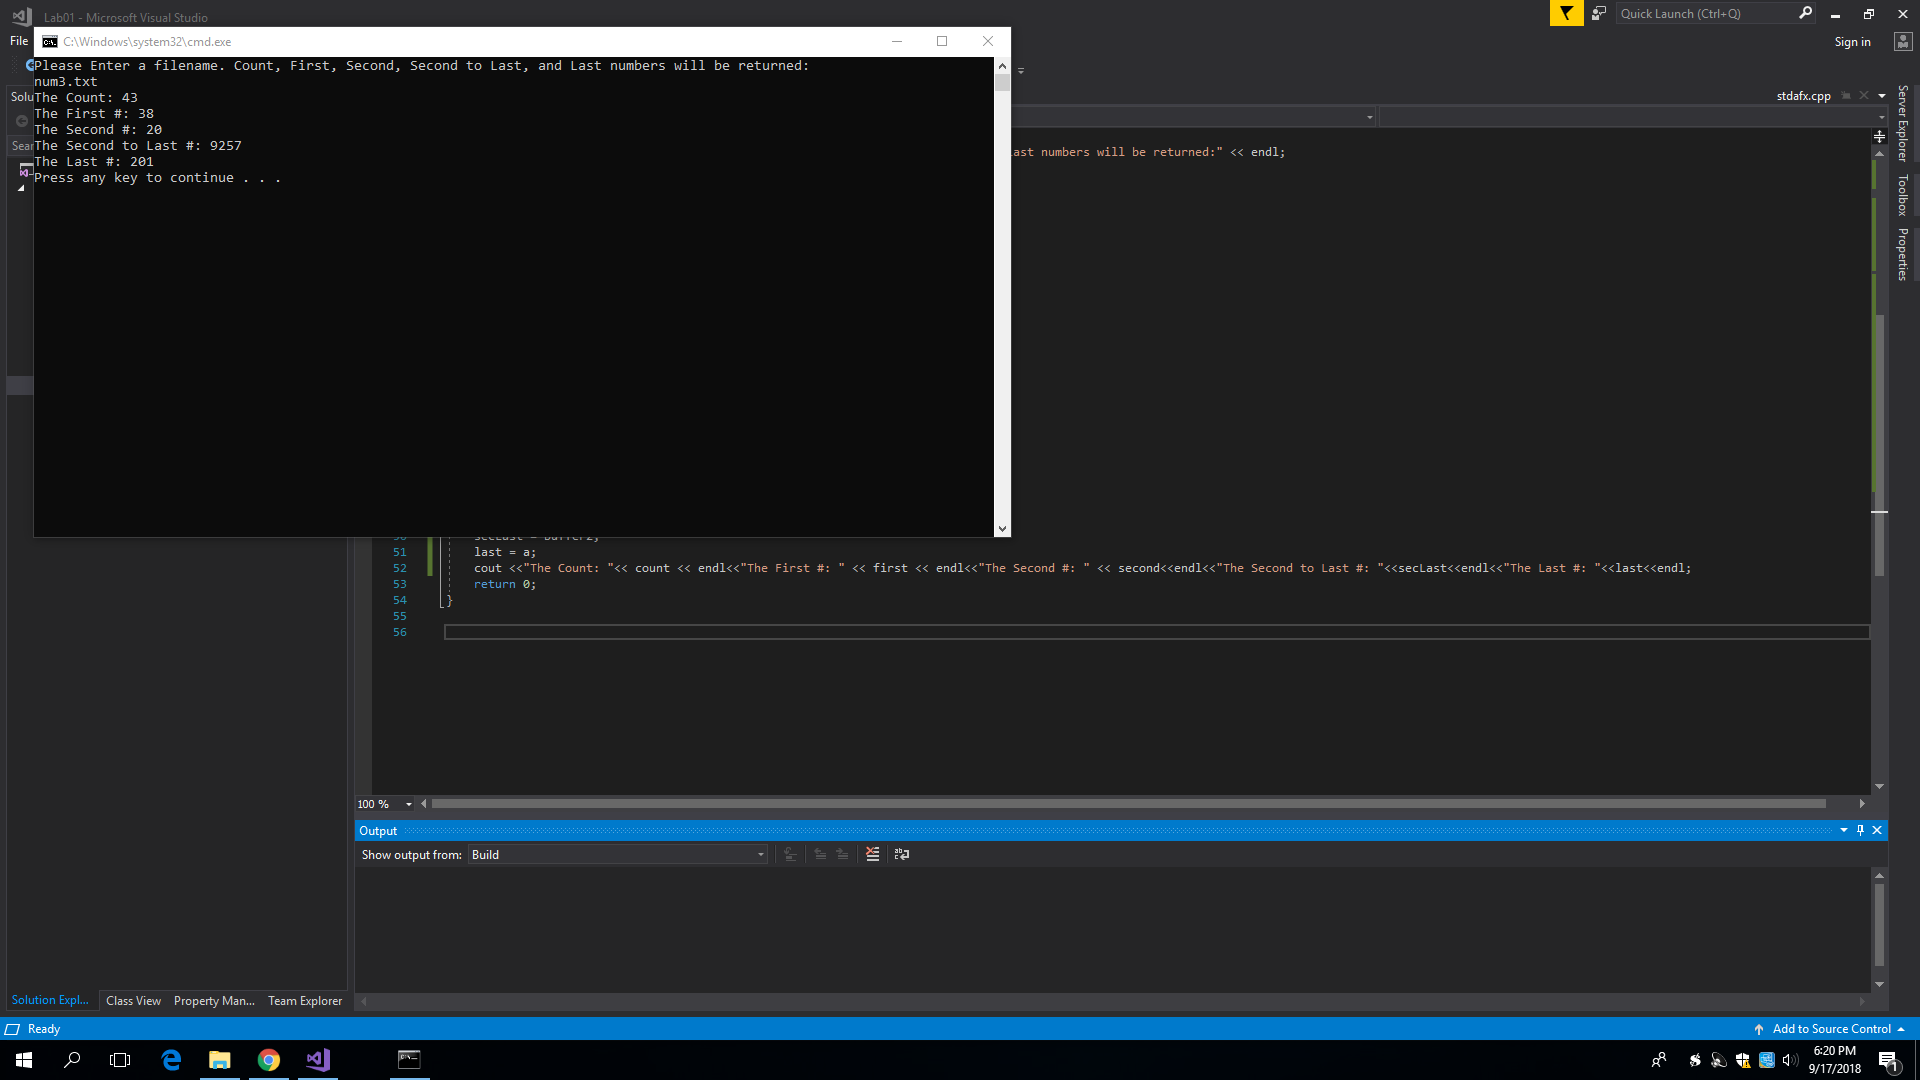 Lab01 - Microsoft Visual Studio
Quick Launch (Ctrl+Q)
File
C:\Windows\system32\cmd.exe
Sign in
Please Enter a filename. Count, First, Second, Second to Last, and Last numbers will be returned:
num3.txt
The Count: 43
The First #: 38
The Second #: 20
The Second to Last #: 9257
The Last #: 201
Press any key to continue . . .
Solu
Sear
stdafx.cpp
Server Explorer
Toolbox
Properties
last numbers will be returned:" << endl;
51 last = a;
52 cout <<"The Count: "<< count << endl<<"The First #: " << first << endl<<"The Second #: " << second<<endl<<"The Second to Last #: "<<secLast<<endl<<"The Last #: "<<last<<endl;
53 return 0;
54 }
55
56
100 %
Output
Show output from: Build
Solution Expl... Class View Property Man... Team Explorer
Ready
Add to Source Control
6:20 PM
9/17/2018
1